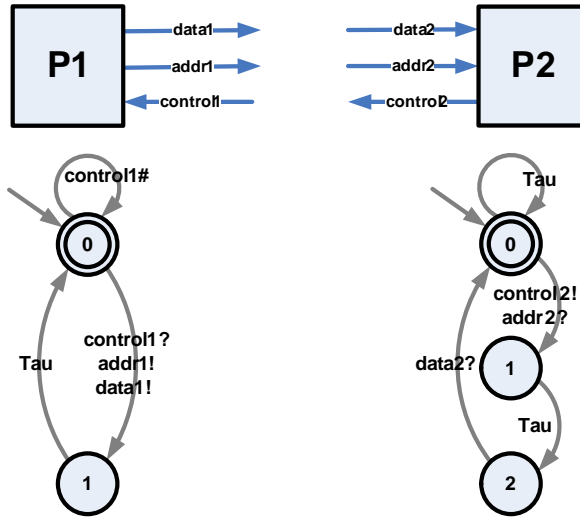 P1
data1
addr1
control1
data2
addr2
control2
P2
control1#
0
Tau
control1?
addr1!
data1!
1
Tau
0
control2!
addr2?
data2?
1
Tau
2